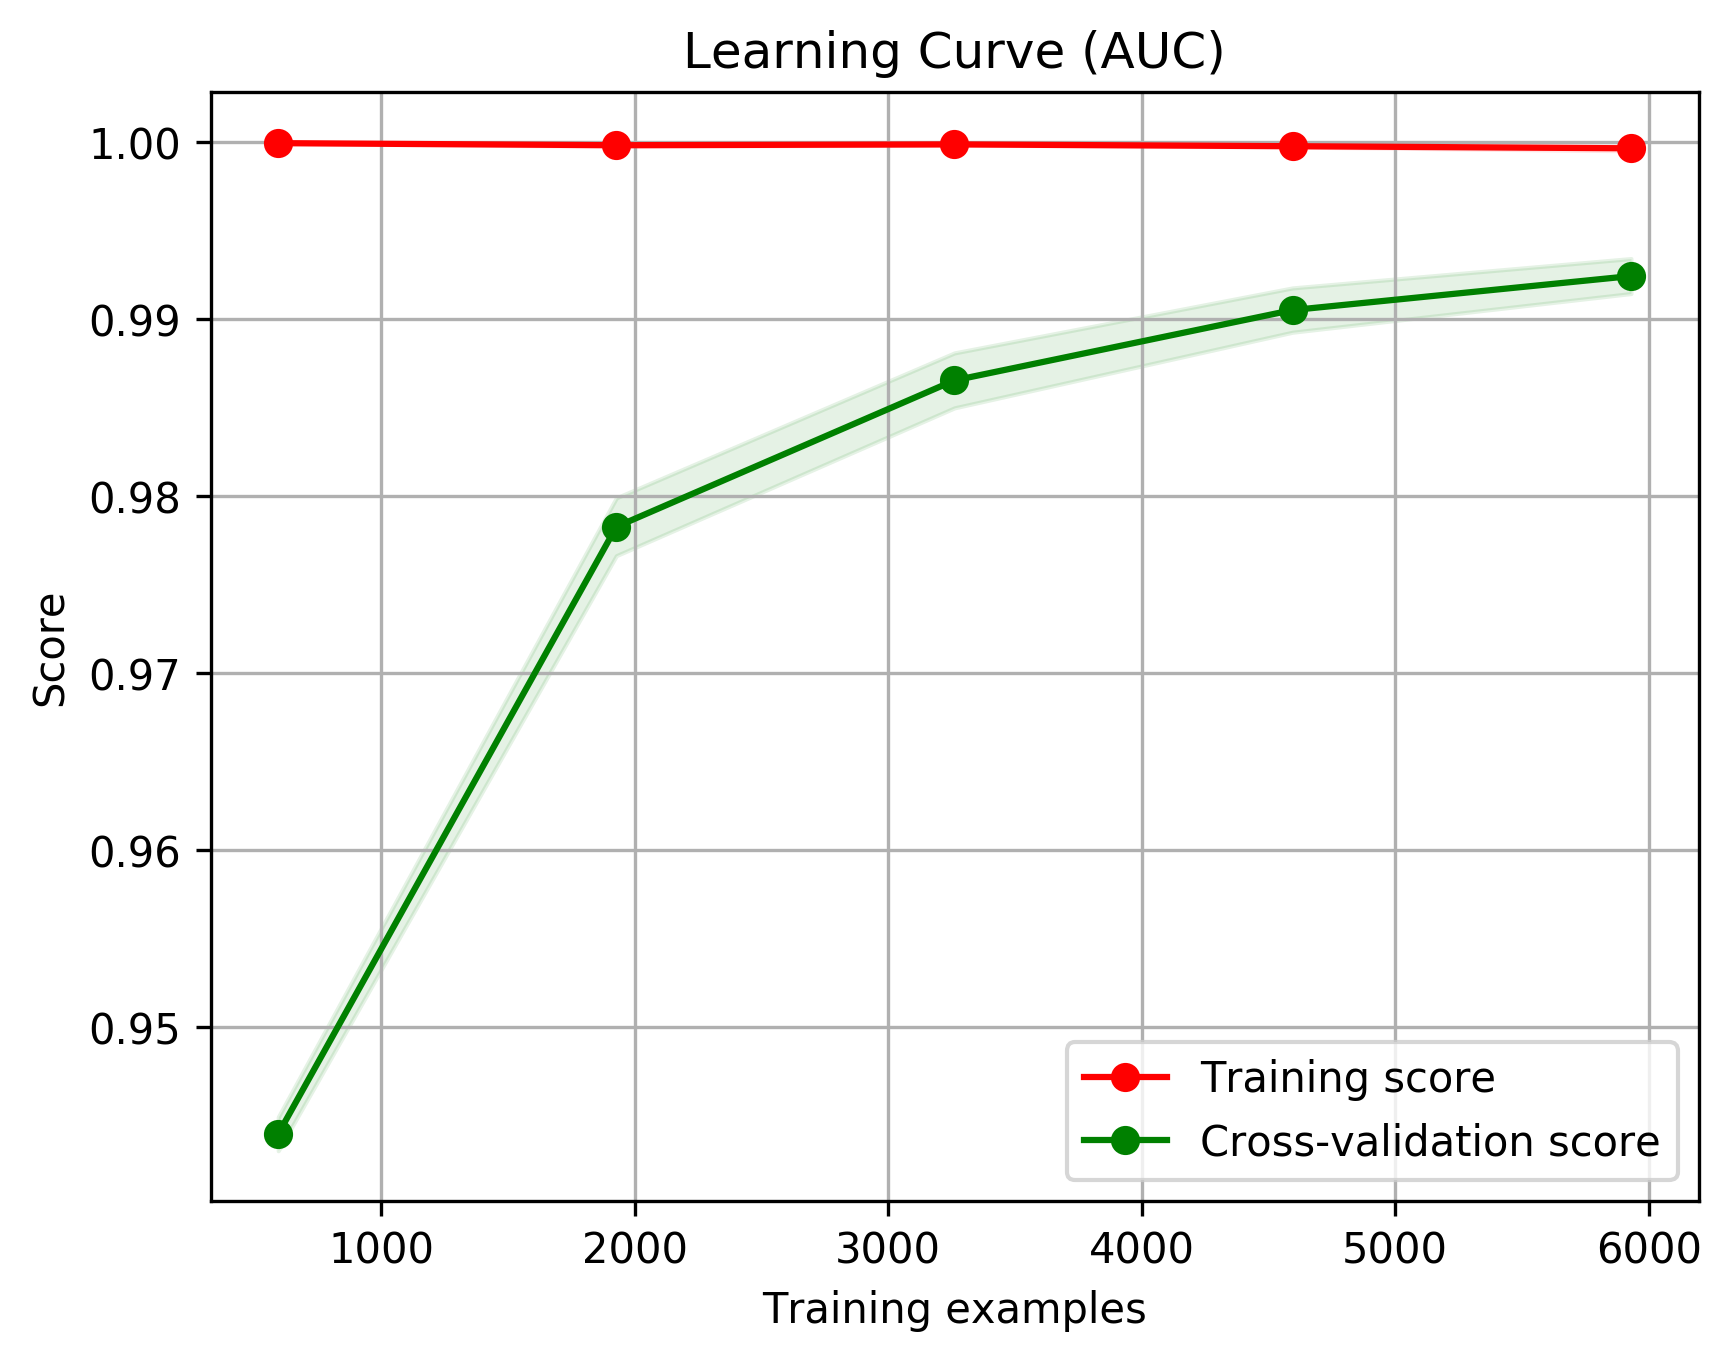 Learning Curve (AUC)
1.00
0.99
0.98
0.97
0.96
0.95
Score
Training score
Cross-validation score
1000 2000 3000 4000 5000 6000
Training examples